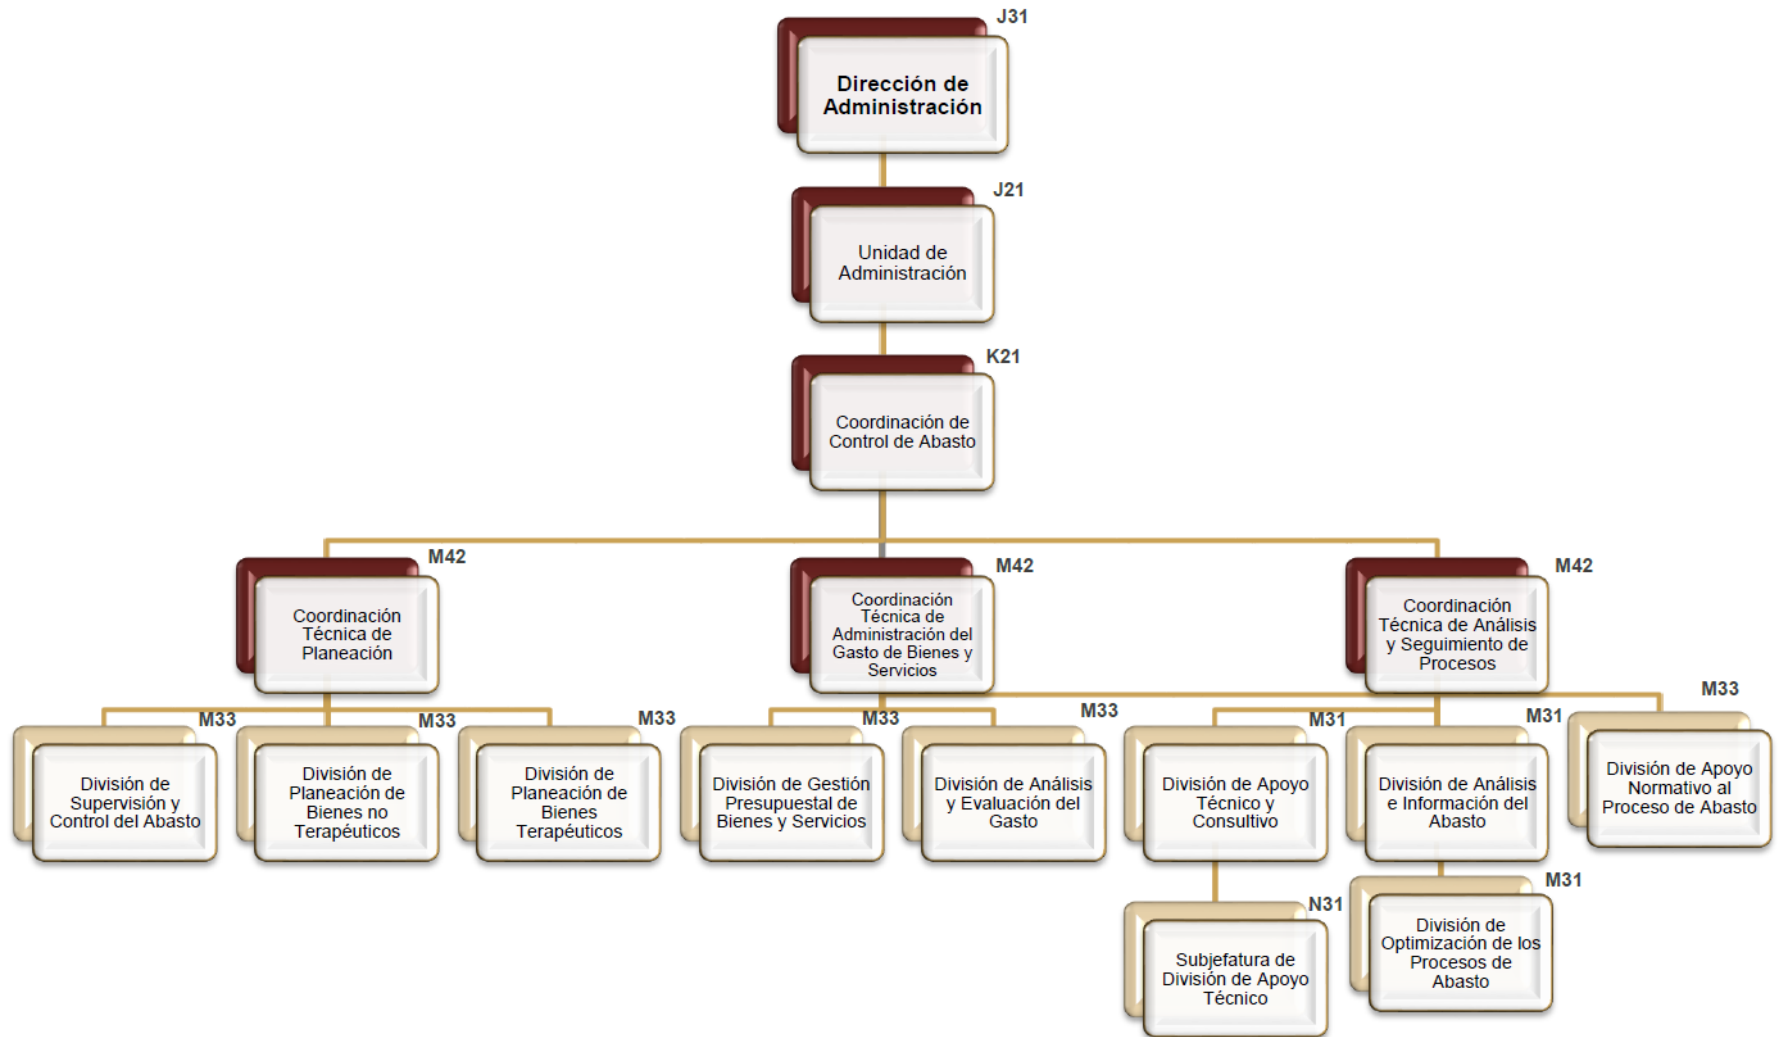 J31
Dirección de
Administración
J21
Unidad de
Administración
K21
Coordinación de
Control de Abasto
M42
Coordinación
Técnica de
Planeación
M42
Coordinación
Técnica de
Administración del
Gasto de Bienes y
Servicios
M42
Coordinación
Técnica de Análisis
y Seguimiento de
Procesos
M33
División de
Supervisión y
Control del Abasto
M33
División de
Planeación de
Bienes no
Terapéuticos
M33
División de
Planeación de
Bienes
Terapéuticos
M33
División de Gestión
Presupuestal de
Bienes y Servicios
M33
División de Análisis
y Evaluación del
Gasto
M31
División de Apoyo
Técnico y
Consultivo
M31
División de Análisis
e Información del
Abasto
M33
División de Apoyo
Normativo al
Proceso de Abasto
N31
Subjefatura de
División de Apoyo
Técnico
M31
División de
Optimización de los
Procesos de
Abasto